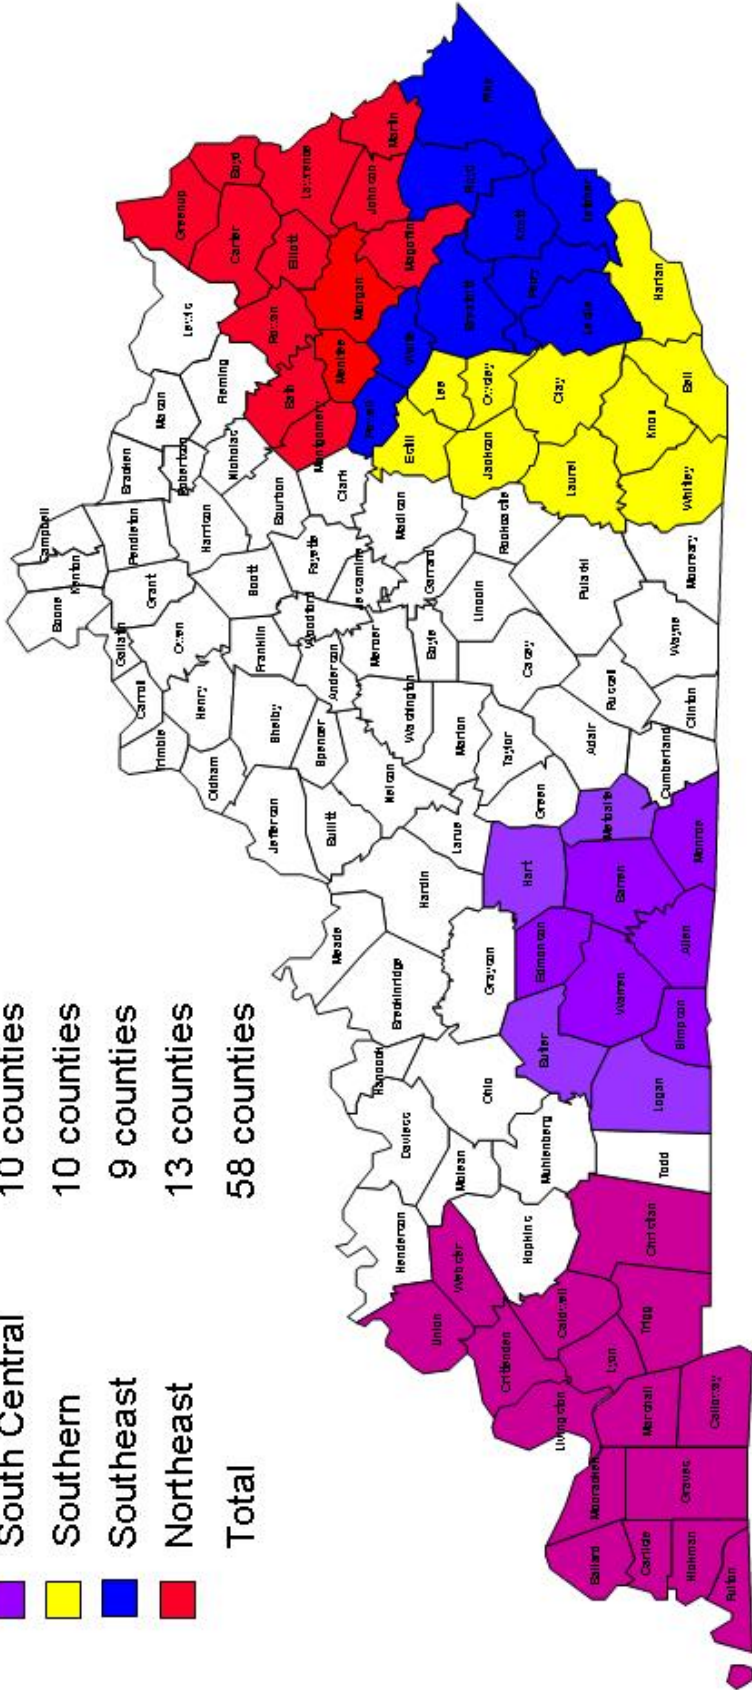 South Central 10 counties
Southern 10 counties
Southeast 9 counties
Northeast 13 counties
Total 58 counties
Campbell
Boone
Kenton
Gallatin
Grant
Pendleton
Bracken
Mason
Robertson
Lewis
Greenup
Carroll
Trimble
Owen
Harrison
Nicholas
Fleming
Carter
Boyd
Henry
Oldham
Franklin
Scott
Bourbon
Bath
Rowan
Elliott
Lawrence
Shelby
Jefferson
Woodford
Fayette
Clark
Montgomery
Menifee
Morgan
Johnson
Martin
Spencer
Anderson
Bullitt
Jessamine
Mercer
Madison
Powell
Wolfe
Magoffin
Meade
Nelson
Washington
Garrard
Estill
Lee
Breathitt
Floyd
Pike
Hancock
Breckinridge
Hardin
Boyle
Marion
Lincoln
Rockcastle
Jackson
Owsley
Perry
Knott
Letcher
Henderson
Daviess
Larue
Taylor
Casey
Laurel
Clay
Leslie
Union
Webster
McLean
Ohio
Grayson
Hart
Green
Adair
Pulaski
Knox
Harlan
Crittenden
Hopkins
Muhlenberg
Butler
Edmonson
Metcalfe
Russell
Wayne
McCreary
Whitley
Bell
Livingston
Caldwell
Lyon
Warren
Barren
Cumberland
Clinton
Ballard
McCracken
Marshall
Trigg
Christian
Todd
Logan
Simpson
Allen
Monroe
Carlisle
Graves
Calloway
Hickman
Fulton